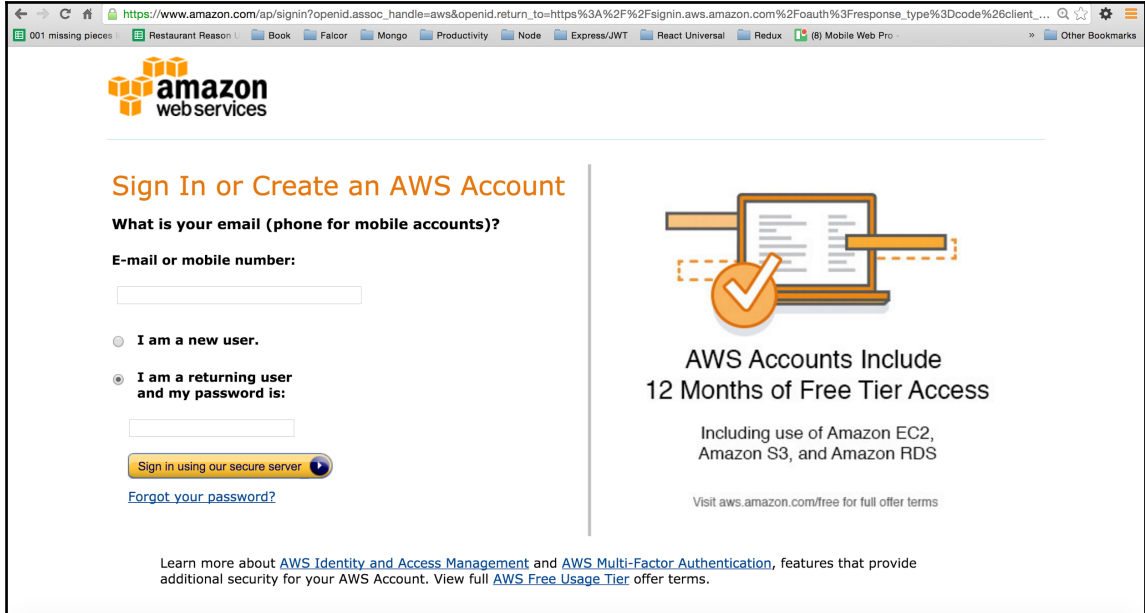 https://www.amazon.com/ap/signin?openid.assoc_handle=aws&openid.return_to=https%3A%2F%2Fsignin.aws.amazon.com%2Foauth%3Fresponse_type%3Dcode%26client_...
001 missing pieces Restaurant Reason Book Falcor Mongo Productivity Node Express/JWT React Universal Redux (8) Mobile Web Pro » Other Bookmarks
amazon
web services
Sign In or Create an AWS Account
What is your email (phone for mobile accounts)?
E-mail or mobile number:
I am a new user.
I am a returning user
and my password is:
Sign in using our secure server
Forgot your password?
AWS Accounts Include
12 Months of Free Tier Access
Including use of Amazon EC2,
Amazon S3, and Amazon RDS
Visit aws.amazon.com/free for full offer terms
Learn more about AWS Identity and Access Management and AWS Multi-Factor Authentication, features that provide
additional security for your AWS Account. View full AWS Free Usage Tier offer terms.